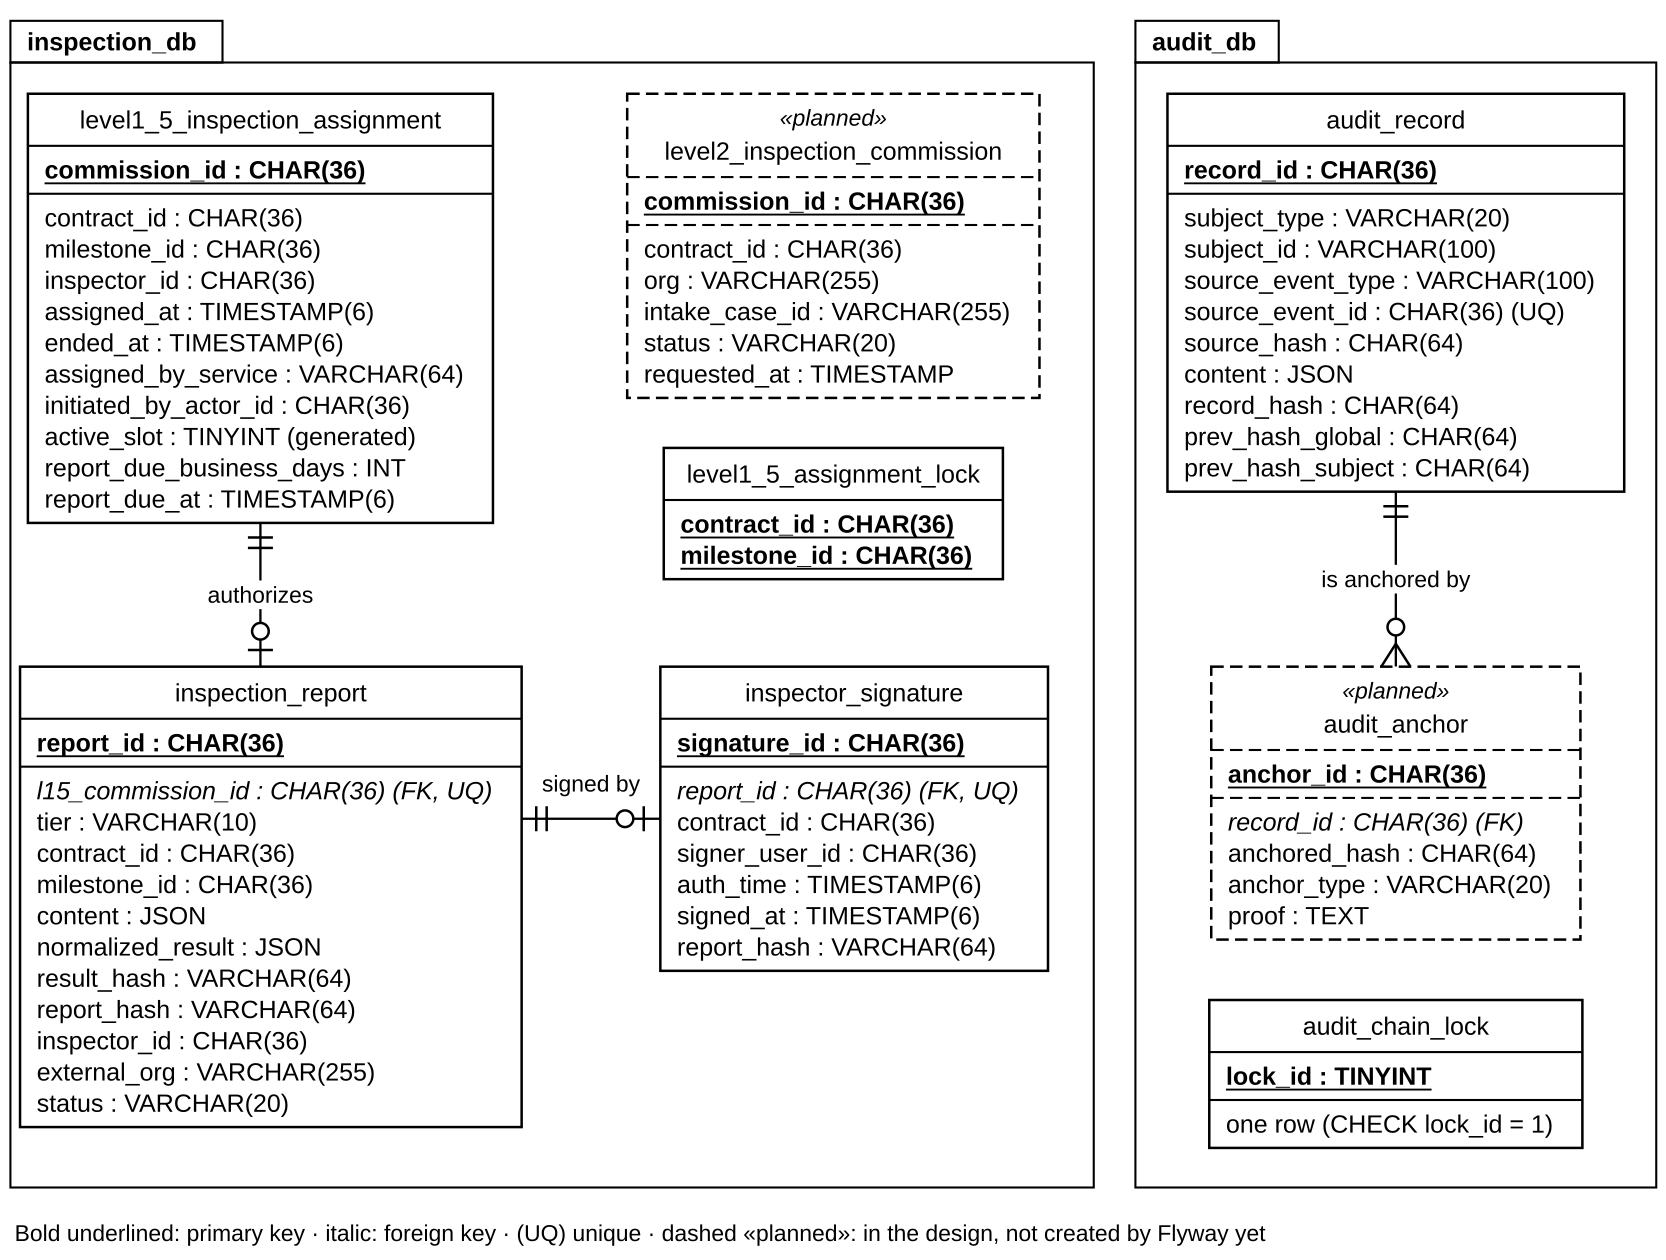 inspection_db
level1_5_inspection_assignment
commission_id : CHAR(36)
contract_id : CHAR(36)
milestone_id : CHAR(36)
inspector_id : CHAR(36)
assigned_at : TIMESTAMP(6)
ended_at : TIMESTAMP(6)
assigned_by_service : VARCHAR(64)
initiated_by_actor_id : CHAR(36)
active_slot : TINYINT (generated)
report_due_business_days : INT
report_due_at : TIMESTAMP(6)
«planned»
level2_inspection_commission
commission_id : CHAR(36)
contract_id : CHAR(36)
org : VARCHAR(255)
intake_case_id : VARCHAR(255)
status : VARCHAR(20)
requested_at : TIMESTAMP
level1_5_assignment_lock
contract_id : CHAR(36)
milestone_id : CHAR(36)
authorizes
inspection_report
report_id : CHAR(36)
l15_commission_id : CHAR(36) (FK, UQ)
tier : VARCHAR(10)
contract_id : CHAR(36)
milestone_id : CHAR(36)
content : JSON
normalized_result : JSON
result_hash : VARCHAR(64)
report_hash : VARCHAR(64)
inspector_id : CHAR(36)
external_org : VARCHAR(255)
status : VARCHAR(20)
signed by
inspector_signature
signature_id : CHAR(36)
report_id : CHAR(36) (FK, UQ)
contract_id : CHAR(36)
signer_user_id : CHAR(36)
auth_time : TIMESTAMP(6)
signed_at : TIMESTAMP(6)
report_hash : VARCHAR(64)
audit_db
audit_record
record_id : CHAR(36)
subject_type : VARCHAR(20)
subject_id : VARCHAR(100)
source_event_type : VARCHAR(100)
source_event_id : CHAR(36) (UQ)
source_hash : CHAR(64)
content : JSON
record_hash : CHAR(64)
prev_hash_global : CHAR(64)
prev_hash_subject : CHAR(64)
is anchored by
«planned»
audit_anchor
anchor_id : CHAR(36)
record_id : CHAR(36) (FK)
anchored_hash : CHAR(64)
anchor_type : VARCHAR(20)
proof : TEXT
audit_chain_lock
lock_id : TINYINT
one row (CHECK lock_id = 1)
Bold underlined: primary key · italic: foreign key · (UQ) unique · dashed «planned»: in the design, not created by Flyway yet